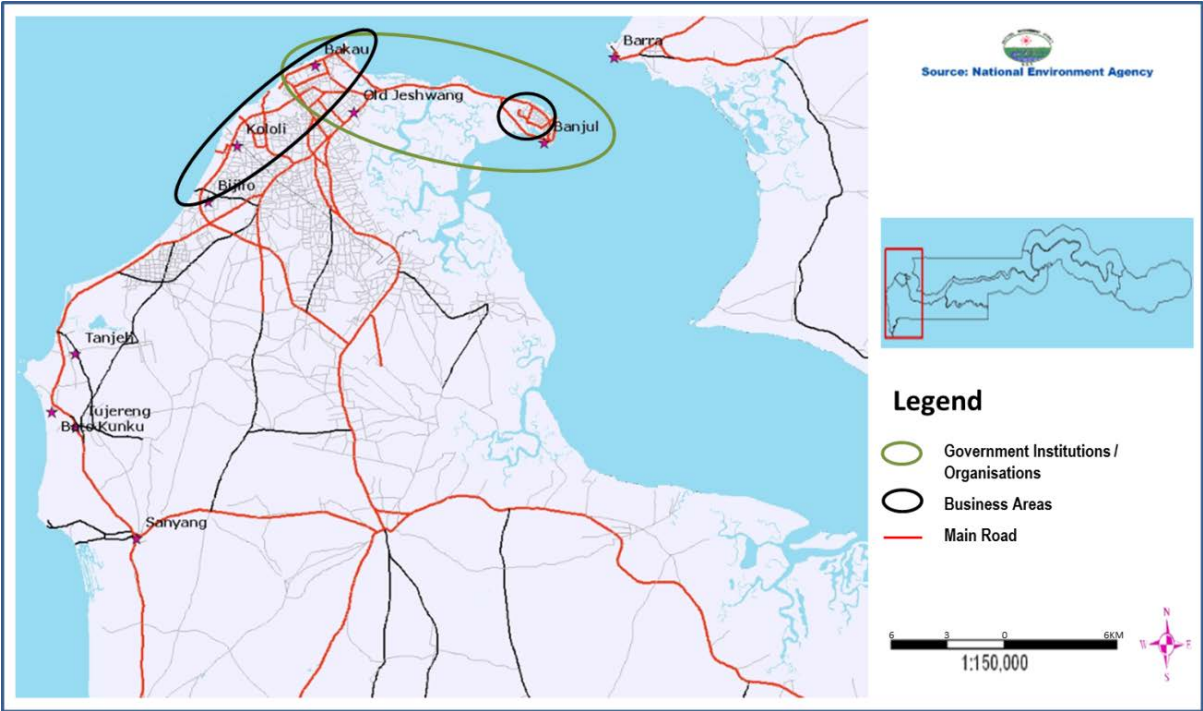 Bakau
Barra
Old Jeshwang
Kololi
Banjul
Bijilo
Tanjeh
Tujereng
Bato Kunku
Sanyang
Source: National Environment Agency
Legend
Government Institutions /
Organisations
Business Areas
Main Road
6 3 0 6KM
1:150,000
N
W E
S